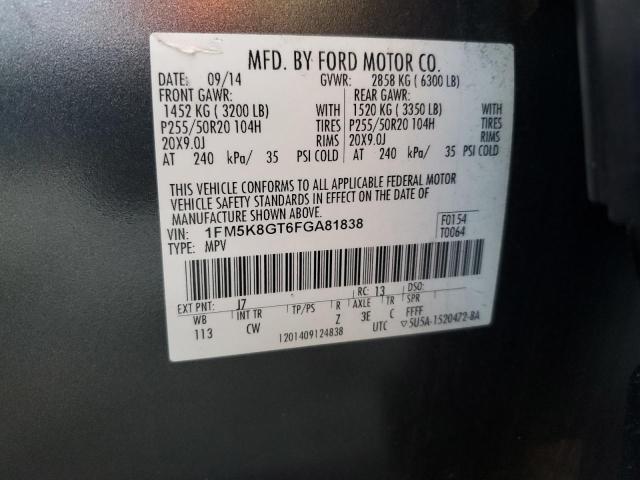 MFD. BY FORD MOTOR CO.
DATE: 09/14 GVWR: 2858 KG ( 6300 LB)
FRONT GAWR: REAR GAWR:
1452 KG ( 3200 LB) WITH 1520 KG ( 3350 LB) WITH
P255/50R20 104H TIRES P255/50R20 104H TIRES
20X9.0J RIMS 20X9.0J RIMS
AT 240 kPa/ 35 PSI COLD AT 240 kPa/ 35 PSI COLD
THIS VEHICLE CONFORMS TO ALL APPLICABLE FEDERAL MOTOR
VEHICLE SAFETY STANDARDS IN EFFECT ON THE DATE OF
MANUFACTURE SHOWN ABOVE.
VIN: 1FM5K8GT6FGA81838 F0154
TYPE: MPV T0064
EXT PNT: J7 RC: 13 DSO:
WB INT TR TP/PS R AXLE TR SPR
113 CW Z 3E C FFFF
I201409124838 UTC ▽5U5A-1520472-BA